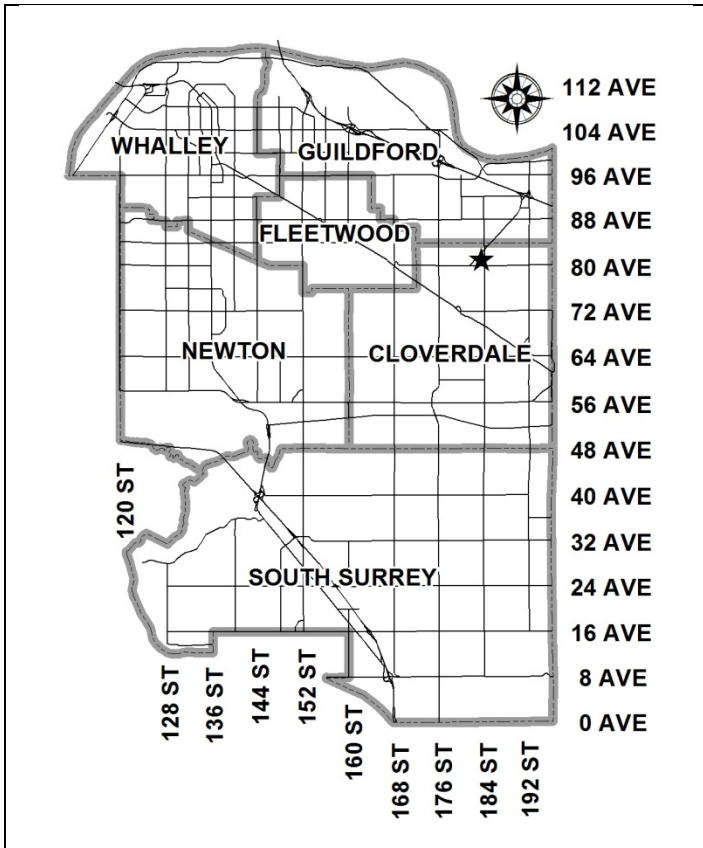 112 AVE
104 AVE
WHALLEY
GUILDFORD
96 AVE
88 AVE
FLEETWOOD
80 AVE
72 AVE
NEWTON
CLOVERDALE
64 AVE
56 AVE
48 AVE
120 ST
40 AVE
32 AVE
SOUTH SURREY
24 AVE
16 AVE
128 ST
136 ST
144 ST
152 ST
160 ST
8 AVE
0 AVE
168 ST
176 ST
184 ST
192 ST